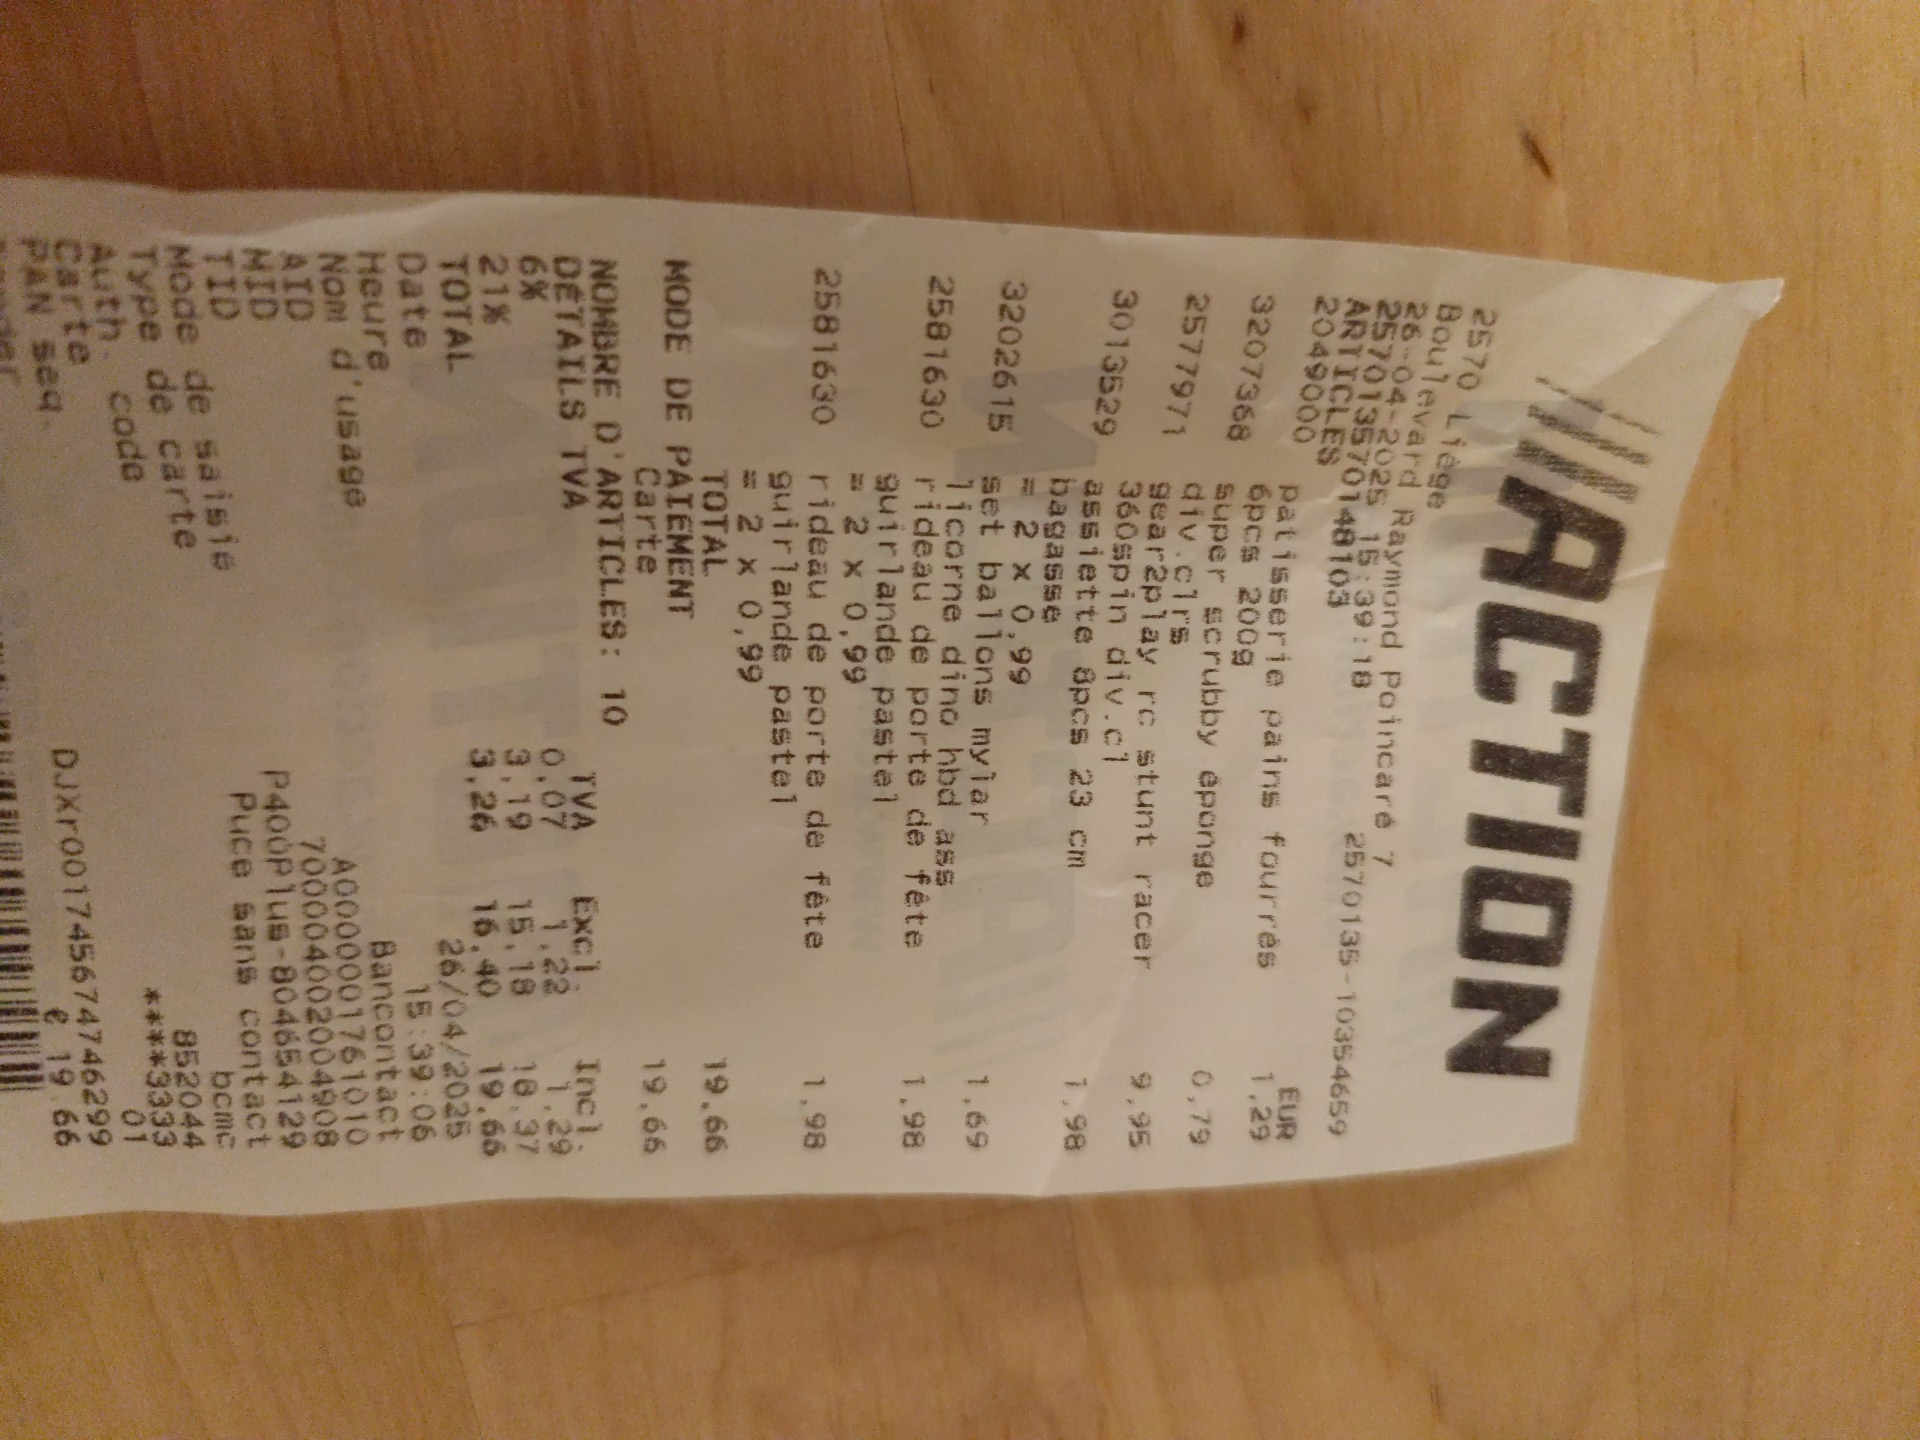 ACTION
2570 Liège
Boulevard Raymond Poincaré 7
26-04-2025 15:39:18
257013570148103 2570135-10354659
ARTICLES EUR
2049000 patisserie pains fourrés 1,29
6pcs 200g
3207368 super scrubby éponge 0,79
div.clrs
2577971 gear2play rc stunt racer 9,95
360spin div.cl
3013529 assiette 8pcs 23 cm 1,98
bagasse
= 2 x 0,99
3202615 set ballons mylar 1,69
licorne dino hbd ass
2581630 rideau de porte de fête 1,98
guirlande pastel
= 2 x 0,99
2581630 rideau de porte de fête 1,98
guirlande pastel
= 2 x 0,99
TOTAL 19,66
MODE DE PAIEMENT
Carte 19,66
NOMBRE D'ARTICLES: 10
DÉTAILS TVA TVA Excl. Incl.
6% 0,07 1,22 1,29
21% 3,19 15,18 18,37
TOTAL 3,26 16,40 19,66
Date 26/04/2025
Heure 15:39:06
Nom d'usage Bancontact
AID A00000001761010
MID 700004002004908
TID P400Plus-804654129
Mode de saisie Puce sans contact
Type de carte bcmc
Auth. code 852044
Carte ****3333
PAN seq. 01
DJXr001745674746299
€ 19.66